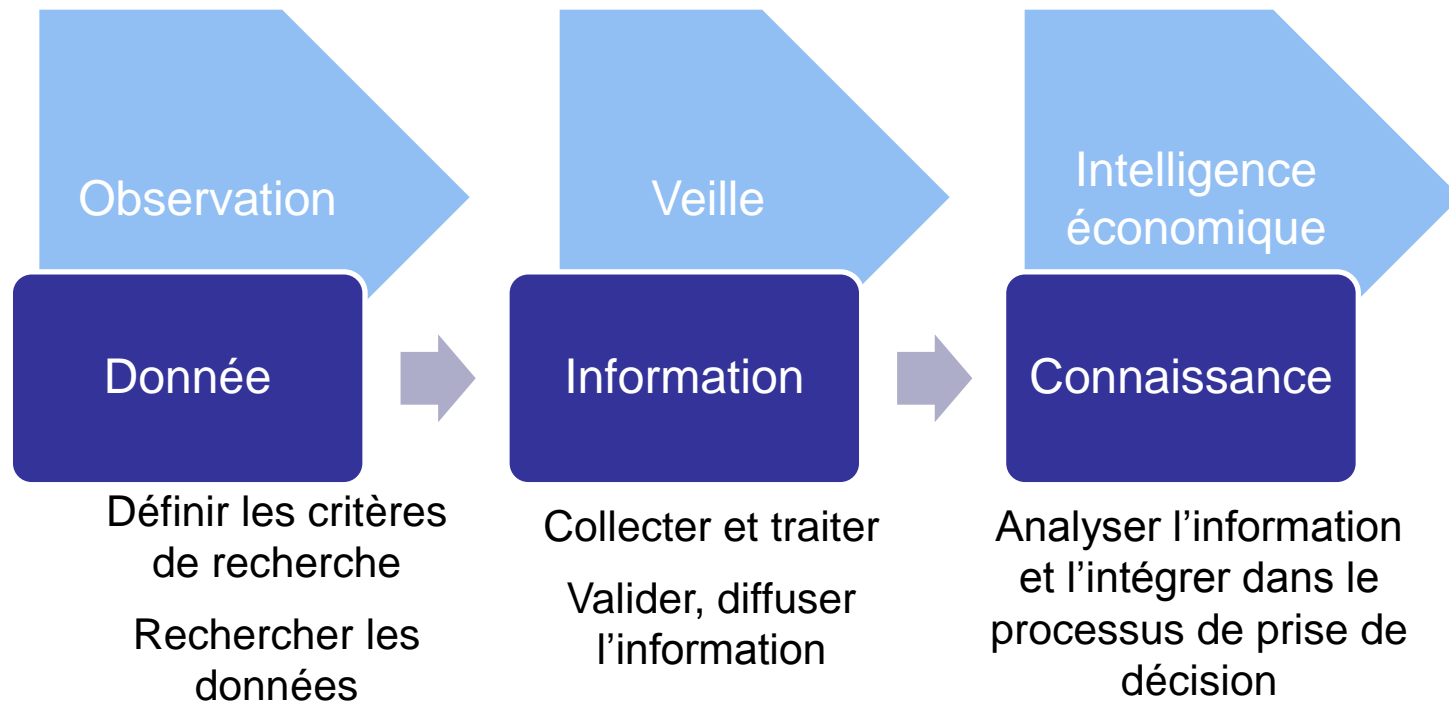 Observation
Veille
Intelligence
économique
Donnée
Information
Connaissance
Définir les critères
de recherche
Rechercher les
données
Collecter et traiter
Valider, diffuser
l’information
Analyser l’information
et l’intégrer dans le
processus de prise de
décision